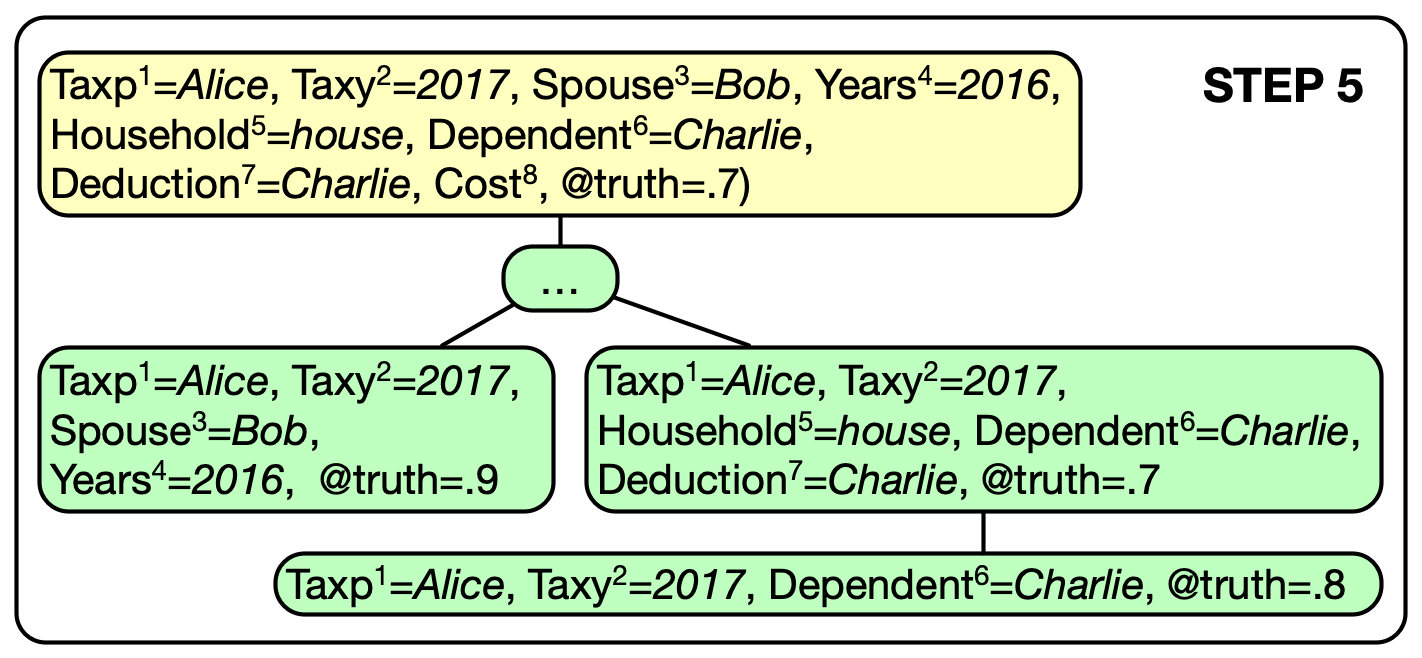 Taxp¹=Alice, Taxy²=2017, Spouse³=Bob, Years⁴=2016,
Household⁵=house, Dependent⁶=Charlie,
Deduction⁷=Charlie, Cost⁸, @truth=.7)
STEP 5
...
Taxp¹=Alice, Taxy²=2017,
Spouse³=Bob,
Years⁴=2016, @truth=.9
Taxp¹=Alice, Taxy²=2017,
Household⁵=house, Dependent⁶=Charlie,
Deduction⁷=Charlie, @truth=.7
Taxp¹=Alice, Taxy²=2017, Dependent⁶=Charlie, @truth=.8